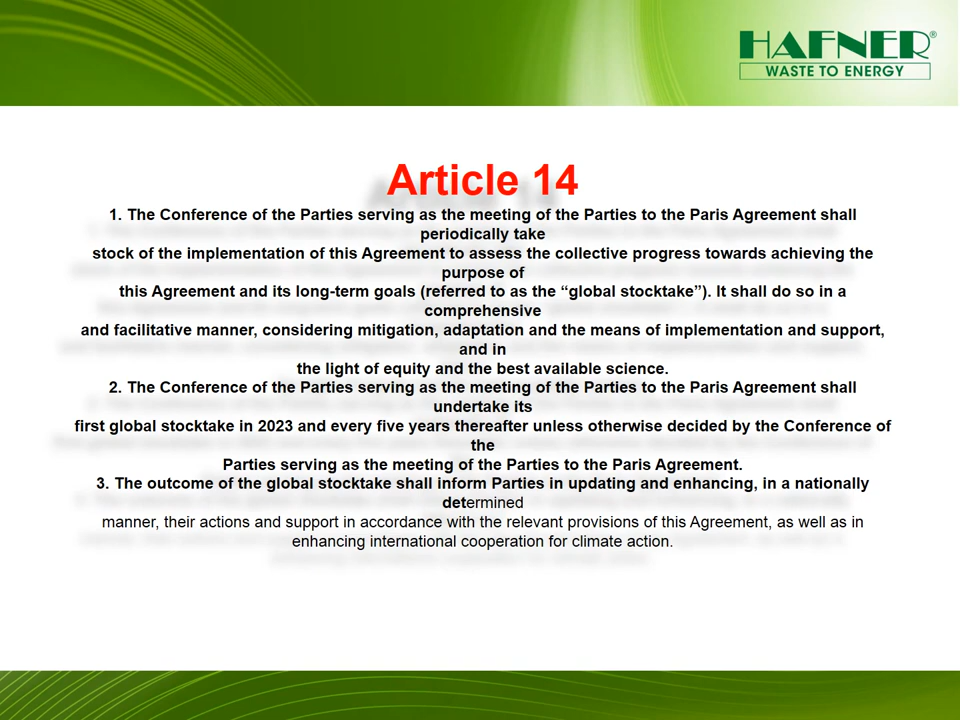 HAFNER®
WASTE TO ENERGY
Article 14
1. The Conference of the Parties serving as the meeting of the Parties to the Paris Agreement shall
periodically take
stock of the implementation of this Agreement to assess the collective progress towards achieving the
purpose of
this Agreement and its long-term goals (referred to as the “global stocktake”). It shall do so in a
comprehensive
and facilitative manner, considering mitigation, adaptation and the means of implementation and support,
and in
the light of equity and the best available science.
2. The Conference of the Parties serving as the meeting of the Parties to the Paris Agreement shall
undertake its
first global stocktake in 2023 and every five years thereafter unless otherwise decided by the Conference of
the
Parties serving as the meeting of the Parties to the Paris Agreement.
3. The outcome of the global stocktake shall inform Parties in updating and enhancing, in a nationally
determined
manner, their actions and support in accordance with the relevant provisions of this Agreement, as well as in
enhancing international cooperation for climate action.